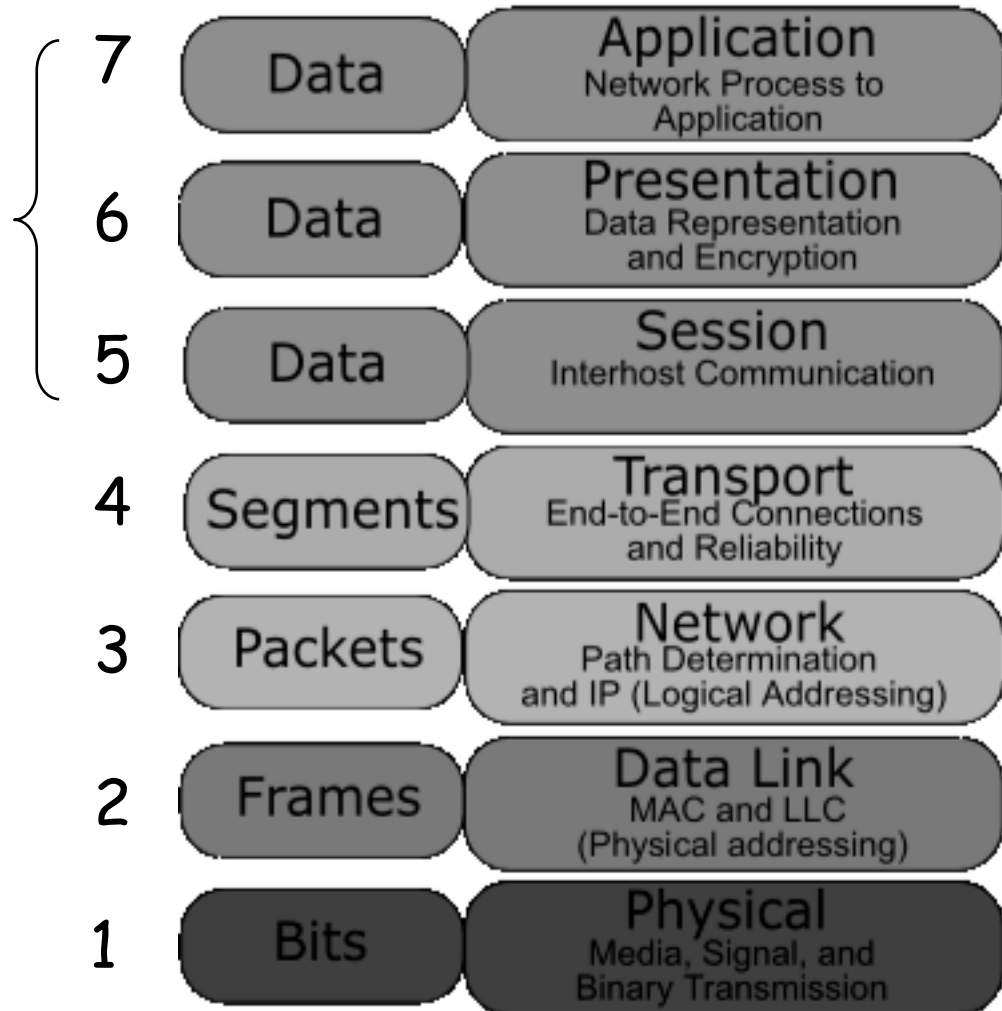 7
Data
Application
Network Process to
Application
6
Data
Presentation
Data Representation
and Encryption
5
Data
Session
Interhost Communication
4
Segments
Transport
End-to-End Connections
and Reliability
3
Packets
Network
Path Determination
and IP (Logical Addressing)
2
Frames
Data Link
MAC and LLC
(Physical addressing)
1
Bits
Physical
Media, Signal, and
Binary Transmission